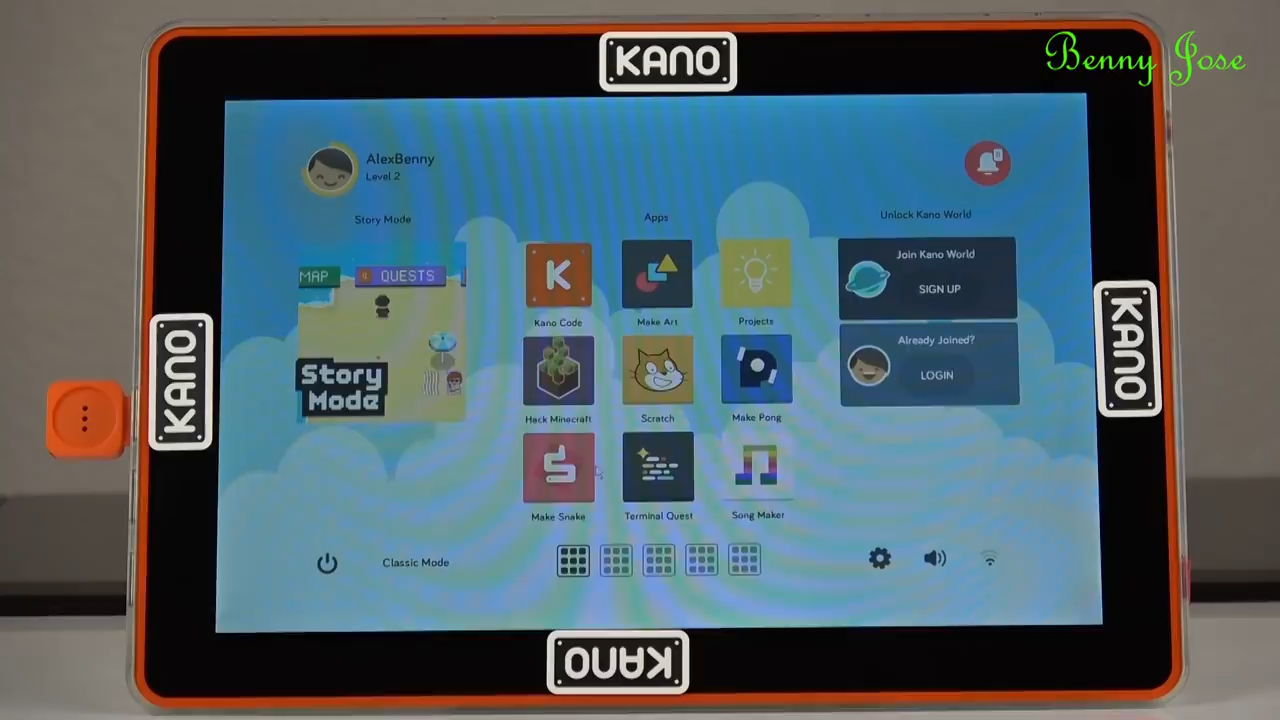 KANO
Benny Jose
AlexBenny
Level 2
Story Mode
Apps
Unlock Kano World
MAP
QUESTS
Story
Mode
K
Kano Code
Make Art
Projects
Join Kano World
SIGN UP
Already Joined?
LOGIN
Hack Minecraft
Scratch
Make Pong
Make Snake
Terminal Quest
Song Maker
Classic Mode
KANO
KANO
KANO